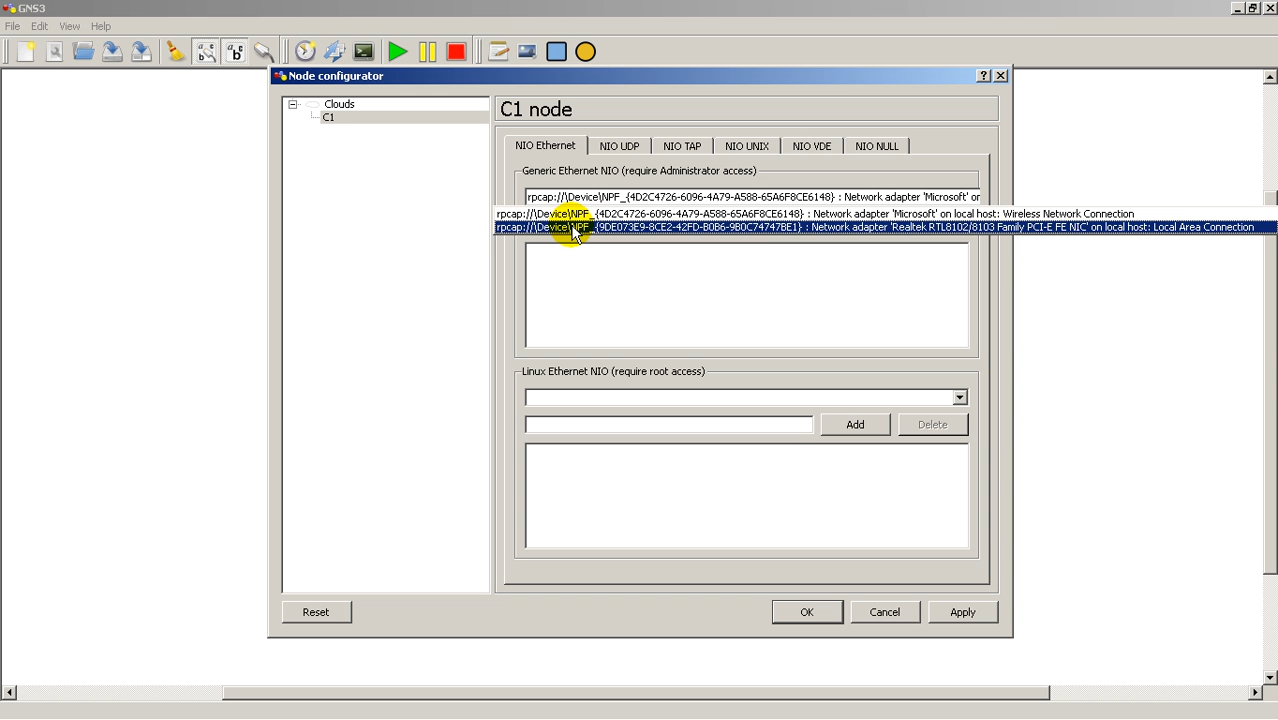 GNS3
File Edit View Help
Node configurator
Clouds
C1
C1 node
NIO Ethernet NIO UDP NIO TAP NIO UNIX NIO VDE NIO NULL
Generic Ethernet NIO (require Administrator access)
rpcap://\Device\NPF_{4D2C4726-6096-4A79-A588-65A6F8CE6148} : Network adapter 'Microsoft' or
rpcap://\Device\NPF_{4D2C4726-6096-4A79-A588-65A6F8CE6148} : Network adapter 'Microsoft' on local host: Wireless Network Connection
rpcap://\Device\NPF_{9DE073E9-8CE2-42FD-B0B6-9B0C74747BE1} : Network adapter 'Realtek RTL8102/8103 Family PCI-E FE NIC' on local host: Local Area Connection
Linux Ethernet NIO (require root access)
Add Delete
Reset OK Cancel Apply